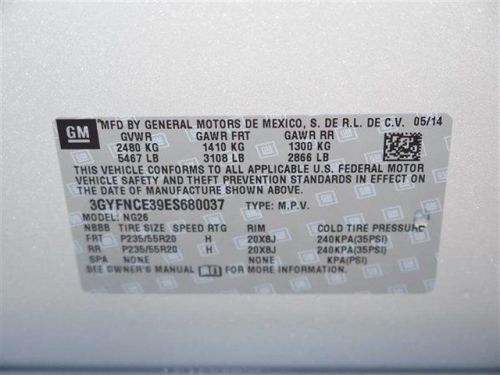 GM MFD BY GENERAL MOTORS DE MEXICO, S. DE R.L. DE C.V. 05/14
GVWR GAWR FRT GAWR RR
2480 KG 1410 KG 1300 KG
5467 LB 3108 LB 2866 LB
THIS VEHICLE CONFORMS TO ALL APPLICABLE U.S. FEDERAL MOTOR
VEHICLE SAFETY AND THEFT PREVENTION STANDARDS IN EFFECT ON
THE DATE OF MANUFACTURE SHOWN ABOVE.
3GYFNCE39ES680037 TYPE: M.P.V.
MODEL: NG26
NBBB TIRE SIZE SPEED RTG RIM COLD TIRE PRESSURE
FRT P235/55R20 H 20X8J 240KPA(35PSI)
RR P235/55R20 H 20X8J 240KPA(35PSI)
SPA NONE NONE KPA(PSI)
SEE OWNER'S MANUAL FOR MORE INFORMATION